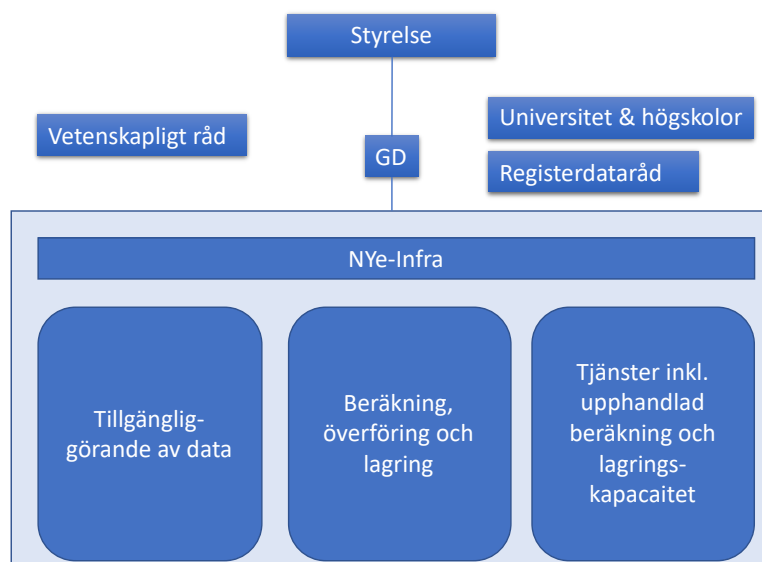 Styrelse
Vetenskapligt råd
GD
Universitet & högskolor
Registerdataråd
NYe-Infra
Tillgänglig-
görande av data
Beräkning,
överföring och
lagring
Tjänster inkl.
upphandlad
beräkning och
lagrings-
kapacaitet